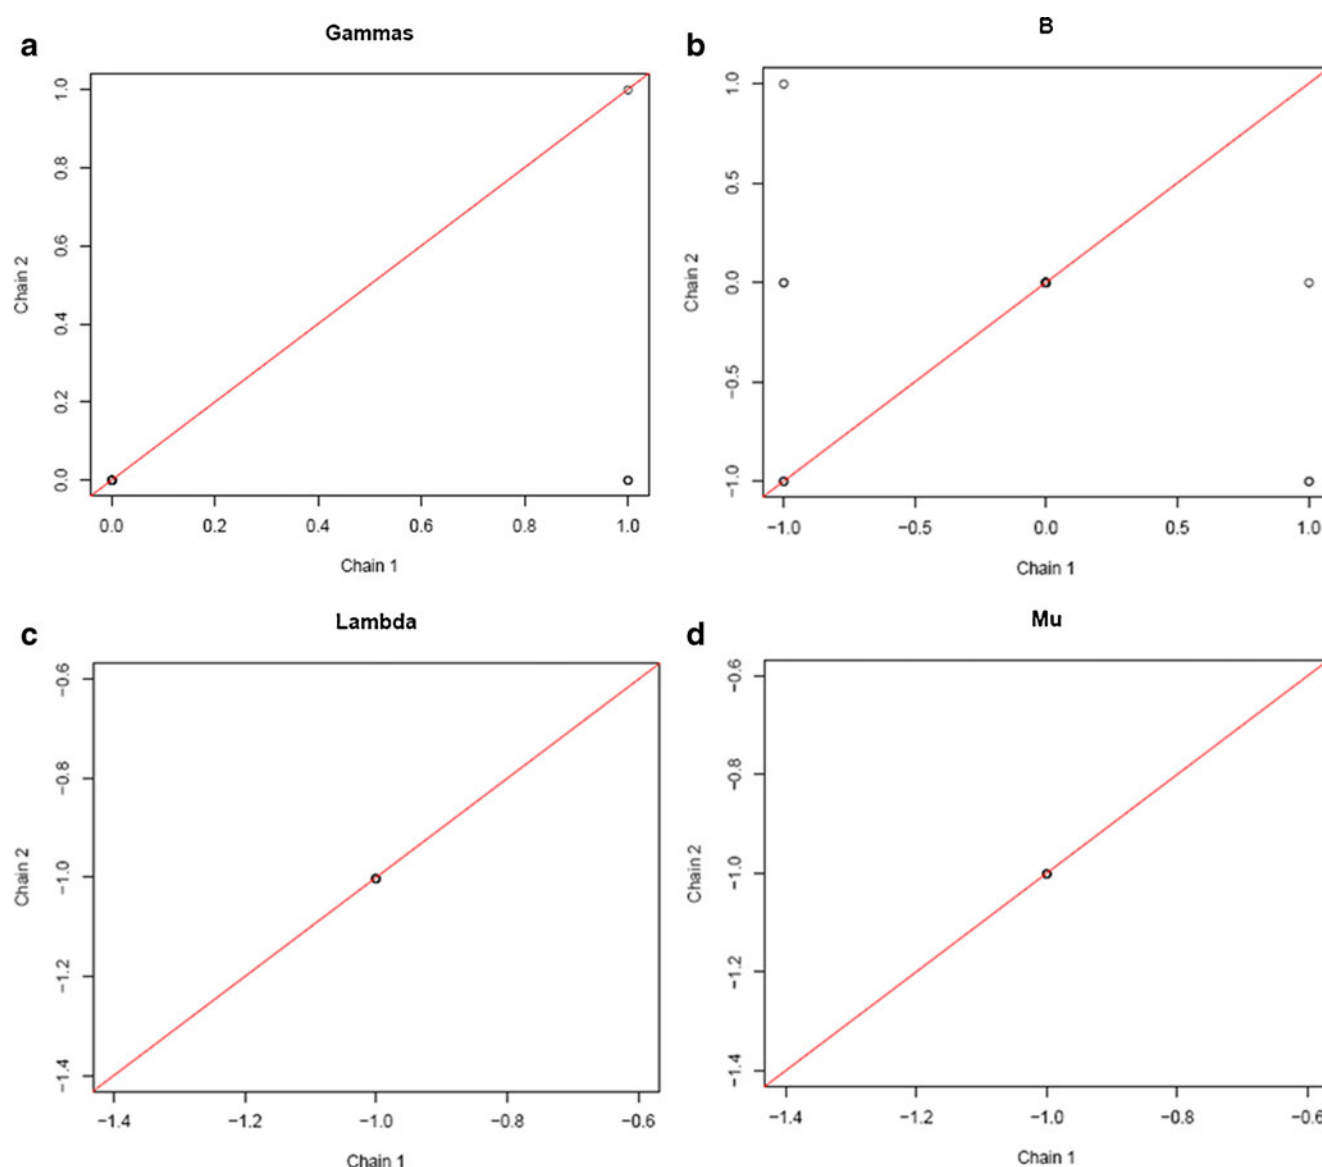 a
Gammas
Chain 2
1.0
0.8
0.6
0.4
0.2
0.0
0.0 0.2 0.4 0.6 0.8 1.0
Chain 1
b
B
Chain 2
1.0
0.5
0.0
−0.5
−1.0
−1.0 −0.5 0.0 0.5 1.0
Chain 1
c
Lambda
Chain 2
−0.6
−0.8
−1.0
−1.2
−1.4
−1.4 −1.2 −1.0 −0.8 −0.6
Chain 1
d
Mu
Chain 2
−0.6
−0.8
−1.0
−1.2
−1.4
−1.4 −1.2 −1.0 −0.8 −0.6
Chain 1